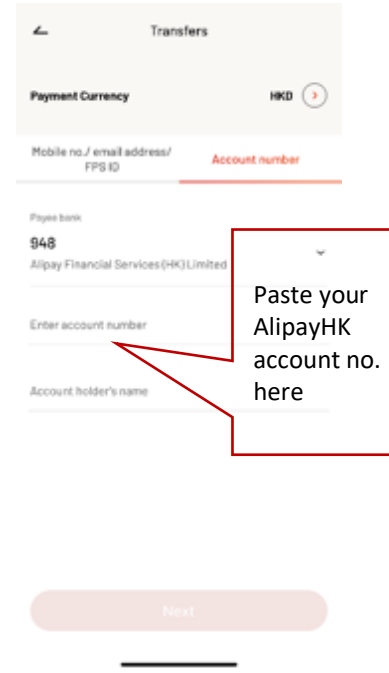 Transfers
Payment Currency
HKD
Mobile no./ email address/
FPS ID
Account number
Payee bank
948
Alipay Financial Services (HK) Limited
Enter account number
Account holder's name
Paste your
AlipayHK
account no.
here
Next